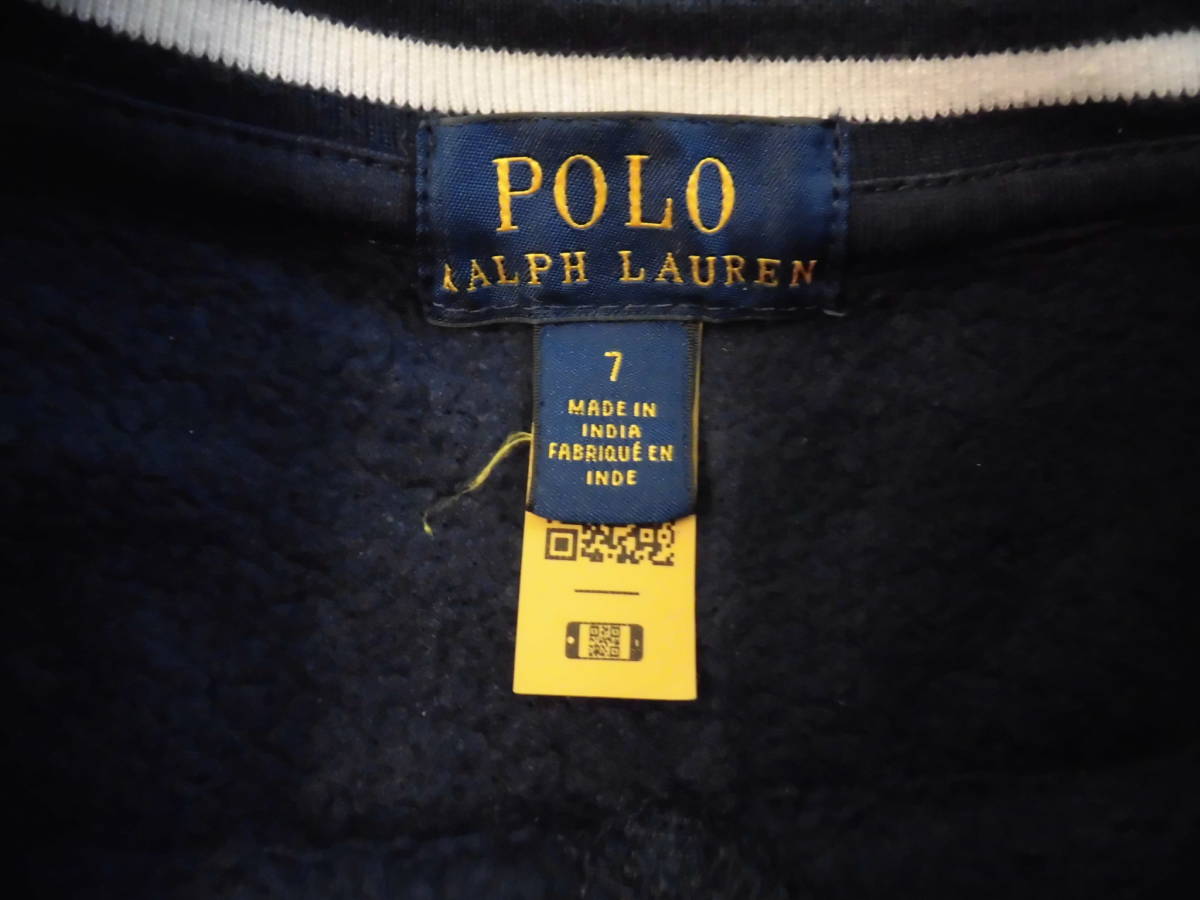 POLO
RALPH LAUREN
7
MADE IN
INDIA
FABRIQUÉ EN
INDE